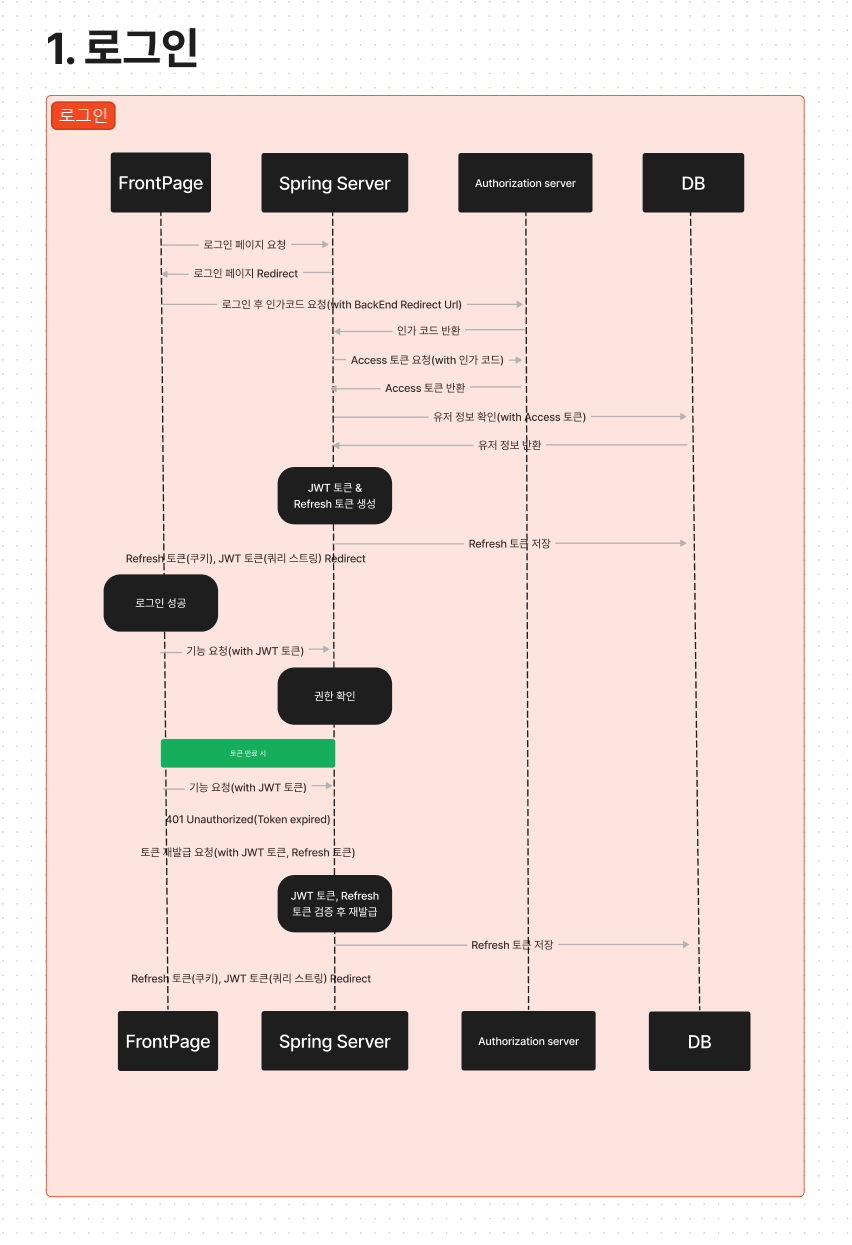 1. 로그인
로그인
FrontPage
Spring Server
Authorization server
DB
로그인 페이지 요청
로그인 페이지 Redirect
로그인 후 인가코드 요청(with BackEnd Redirect Url)
인가 코드 반환
Access 토큰 요청(with 인가 코드)
Access 토큰 반환
유저 정보 확인(with Access 토큰)
유저 정보 반환
JWT 토큰 &
Refresh 토큰 생성
Refresh 토큰 저장
Refresh 토큰(쿠키), JWT 토큰(쿼리 스트링) Redirect
로그인 성공
기능 요청(with JWT 토큰)
권한 확인
토큰 만료 시
기능 요청(with JWT 토큰)
401 Unauthorized(Token expired)
토큰 재발급 요청(with JWT 토큰, Refresh 토큰)
JWT 토큰, Refresh
토큰 검증 후 재발급
Refresh 토큰 저장
Refresh 토큰(쿠키), JWT 토큰(쿼리 스트링) Redirect
FrontPage
Spring Server
Authorization server
DB